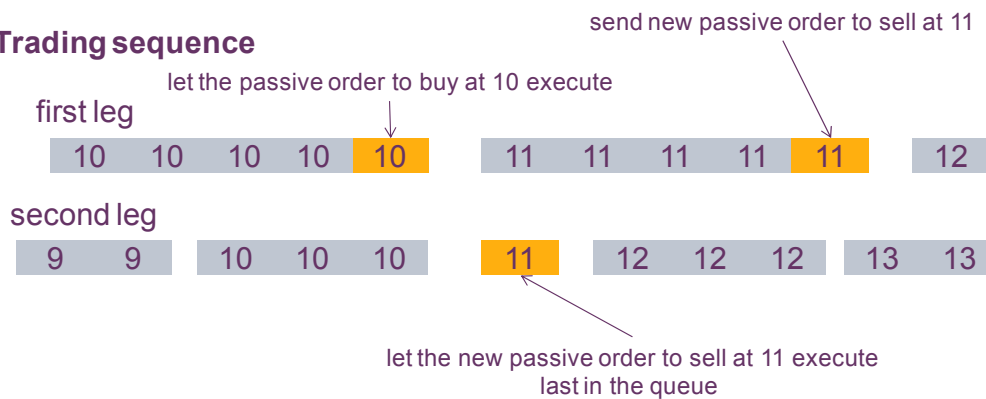 send new passive order to sell at 11
Trading sequence
let the passive order to buy at 10 execute
first leg
10 10 10 10 10 11 11 11 11 11 12
second leg
9 9 10 10 10 11 12 12 12 13 13
let the new passive order to sell at 11 execute
last in the queue